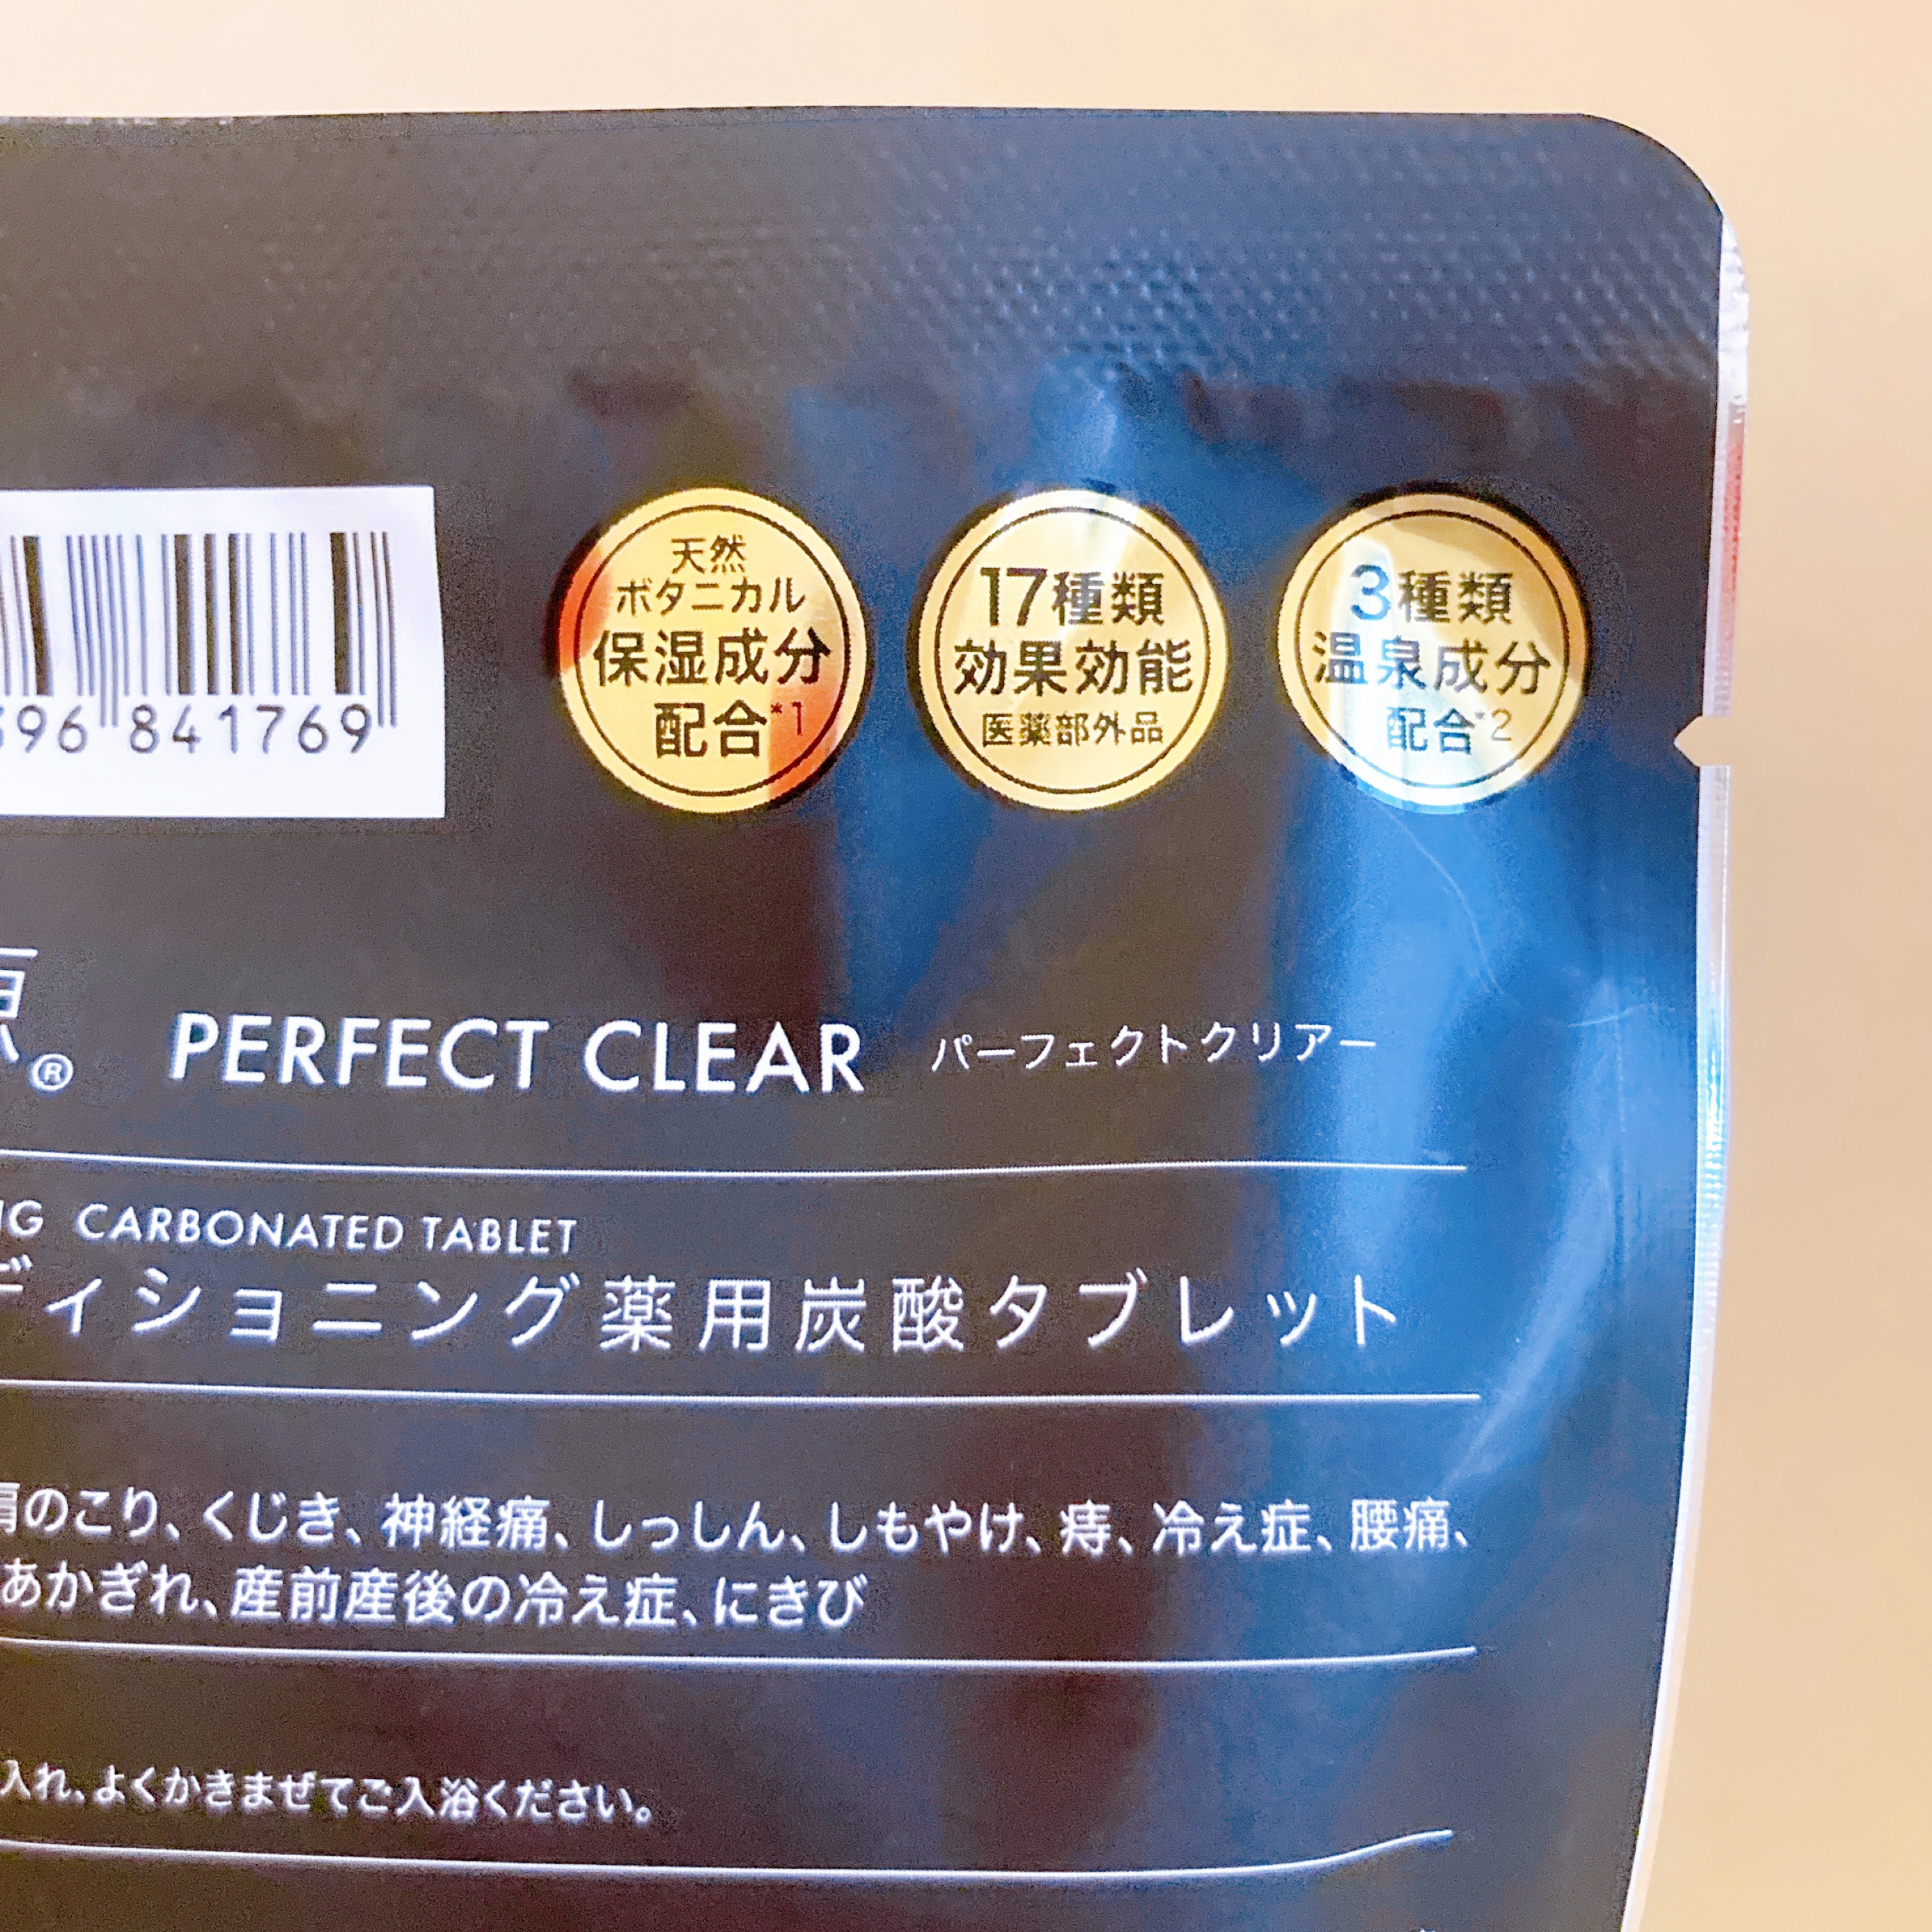 天然
ボタニカル
保湿成分
配合*1
17種類
効果効能
医薬部外品
3種類
温泉成分
配合*2
396 841769
® PERFECT CLEAR パーフェクトクリアー
NG CARBONATED TABLET
ディショニング薬用炭酸タブレット
肩のこり、くじき、神経痛、しっしん、しもやけ、痔、冷え症、腰痛、
あかぎれ、産前産後の冷え症、にきび
入れ、よくかきまぜてご入浴ください。